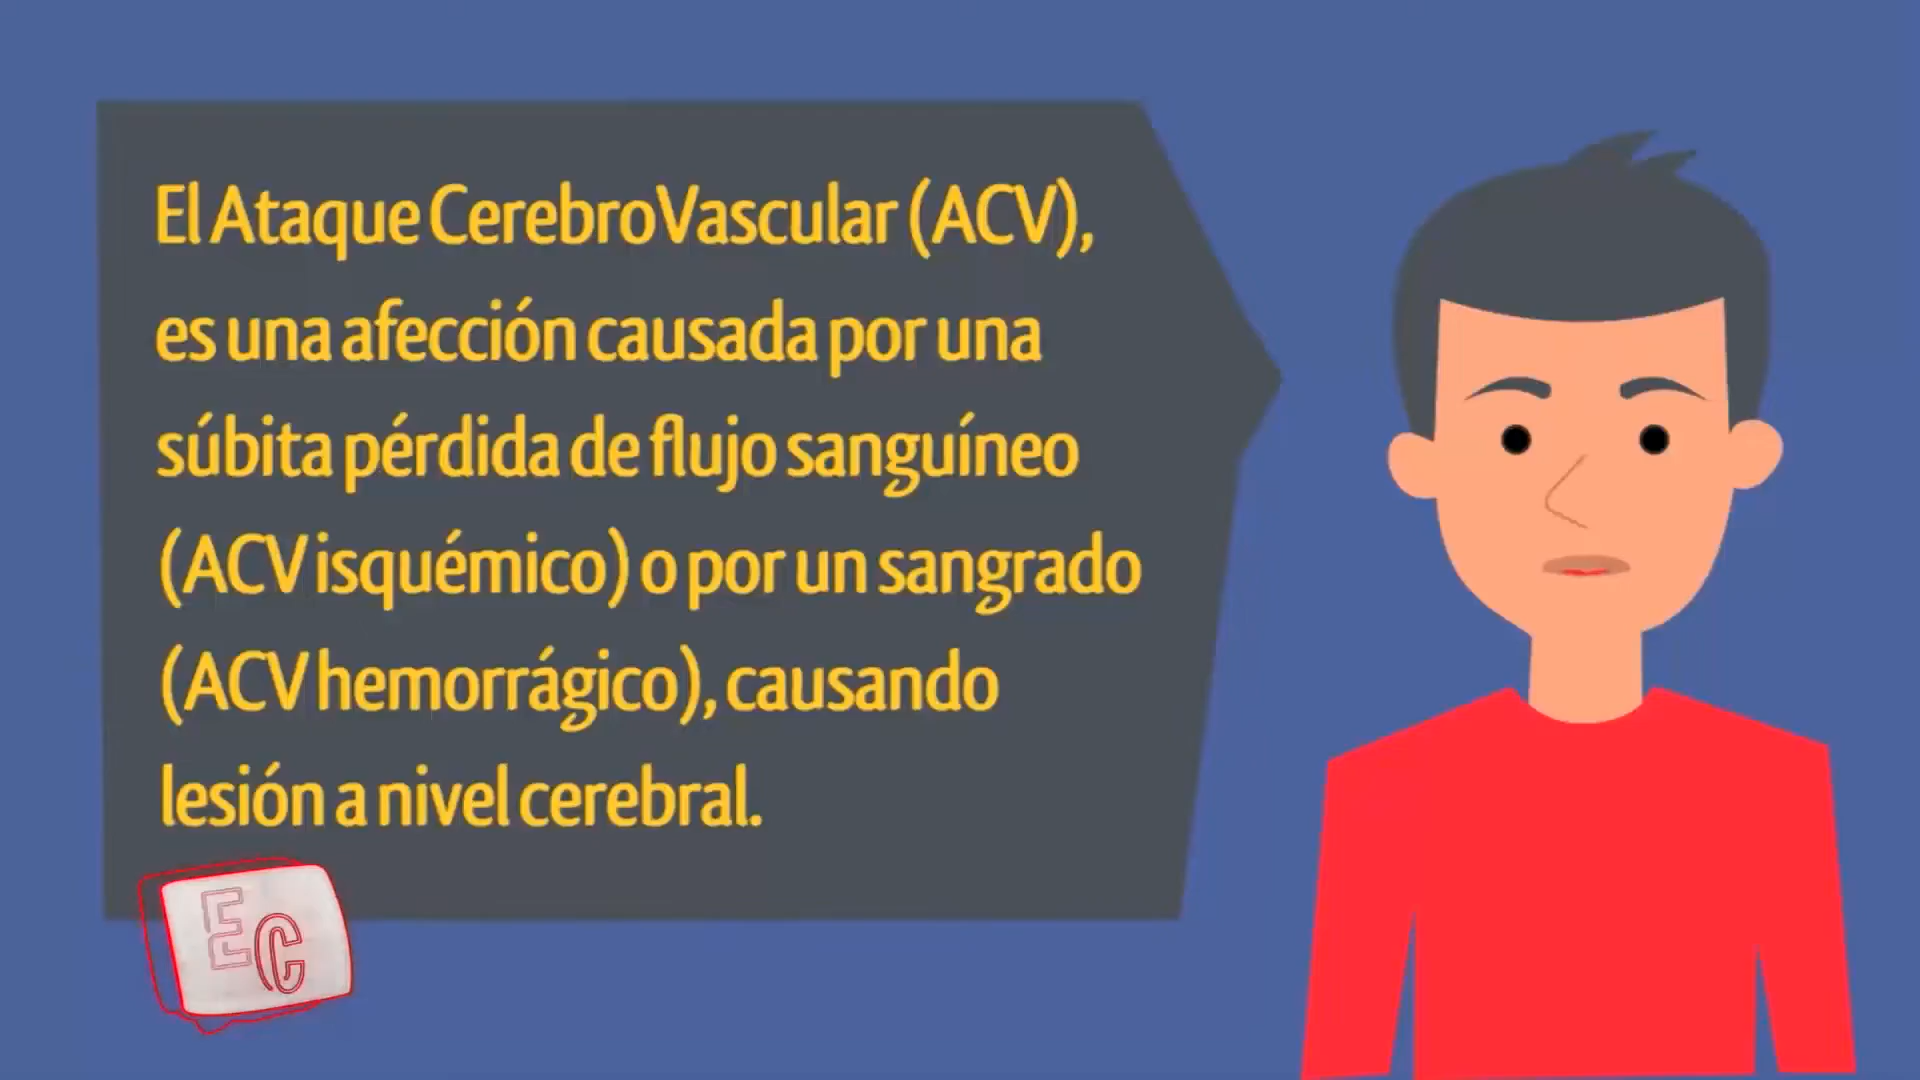 El Ataque CerebroVascular (ACV),
es una afección causada por una
súbita pérdida de flujo sanguíneo
(ACV isquémico) o por un sangrado
(ACV hemorrágico), causando
lesión a nivel cerebral.
EC